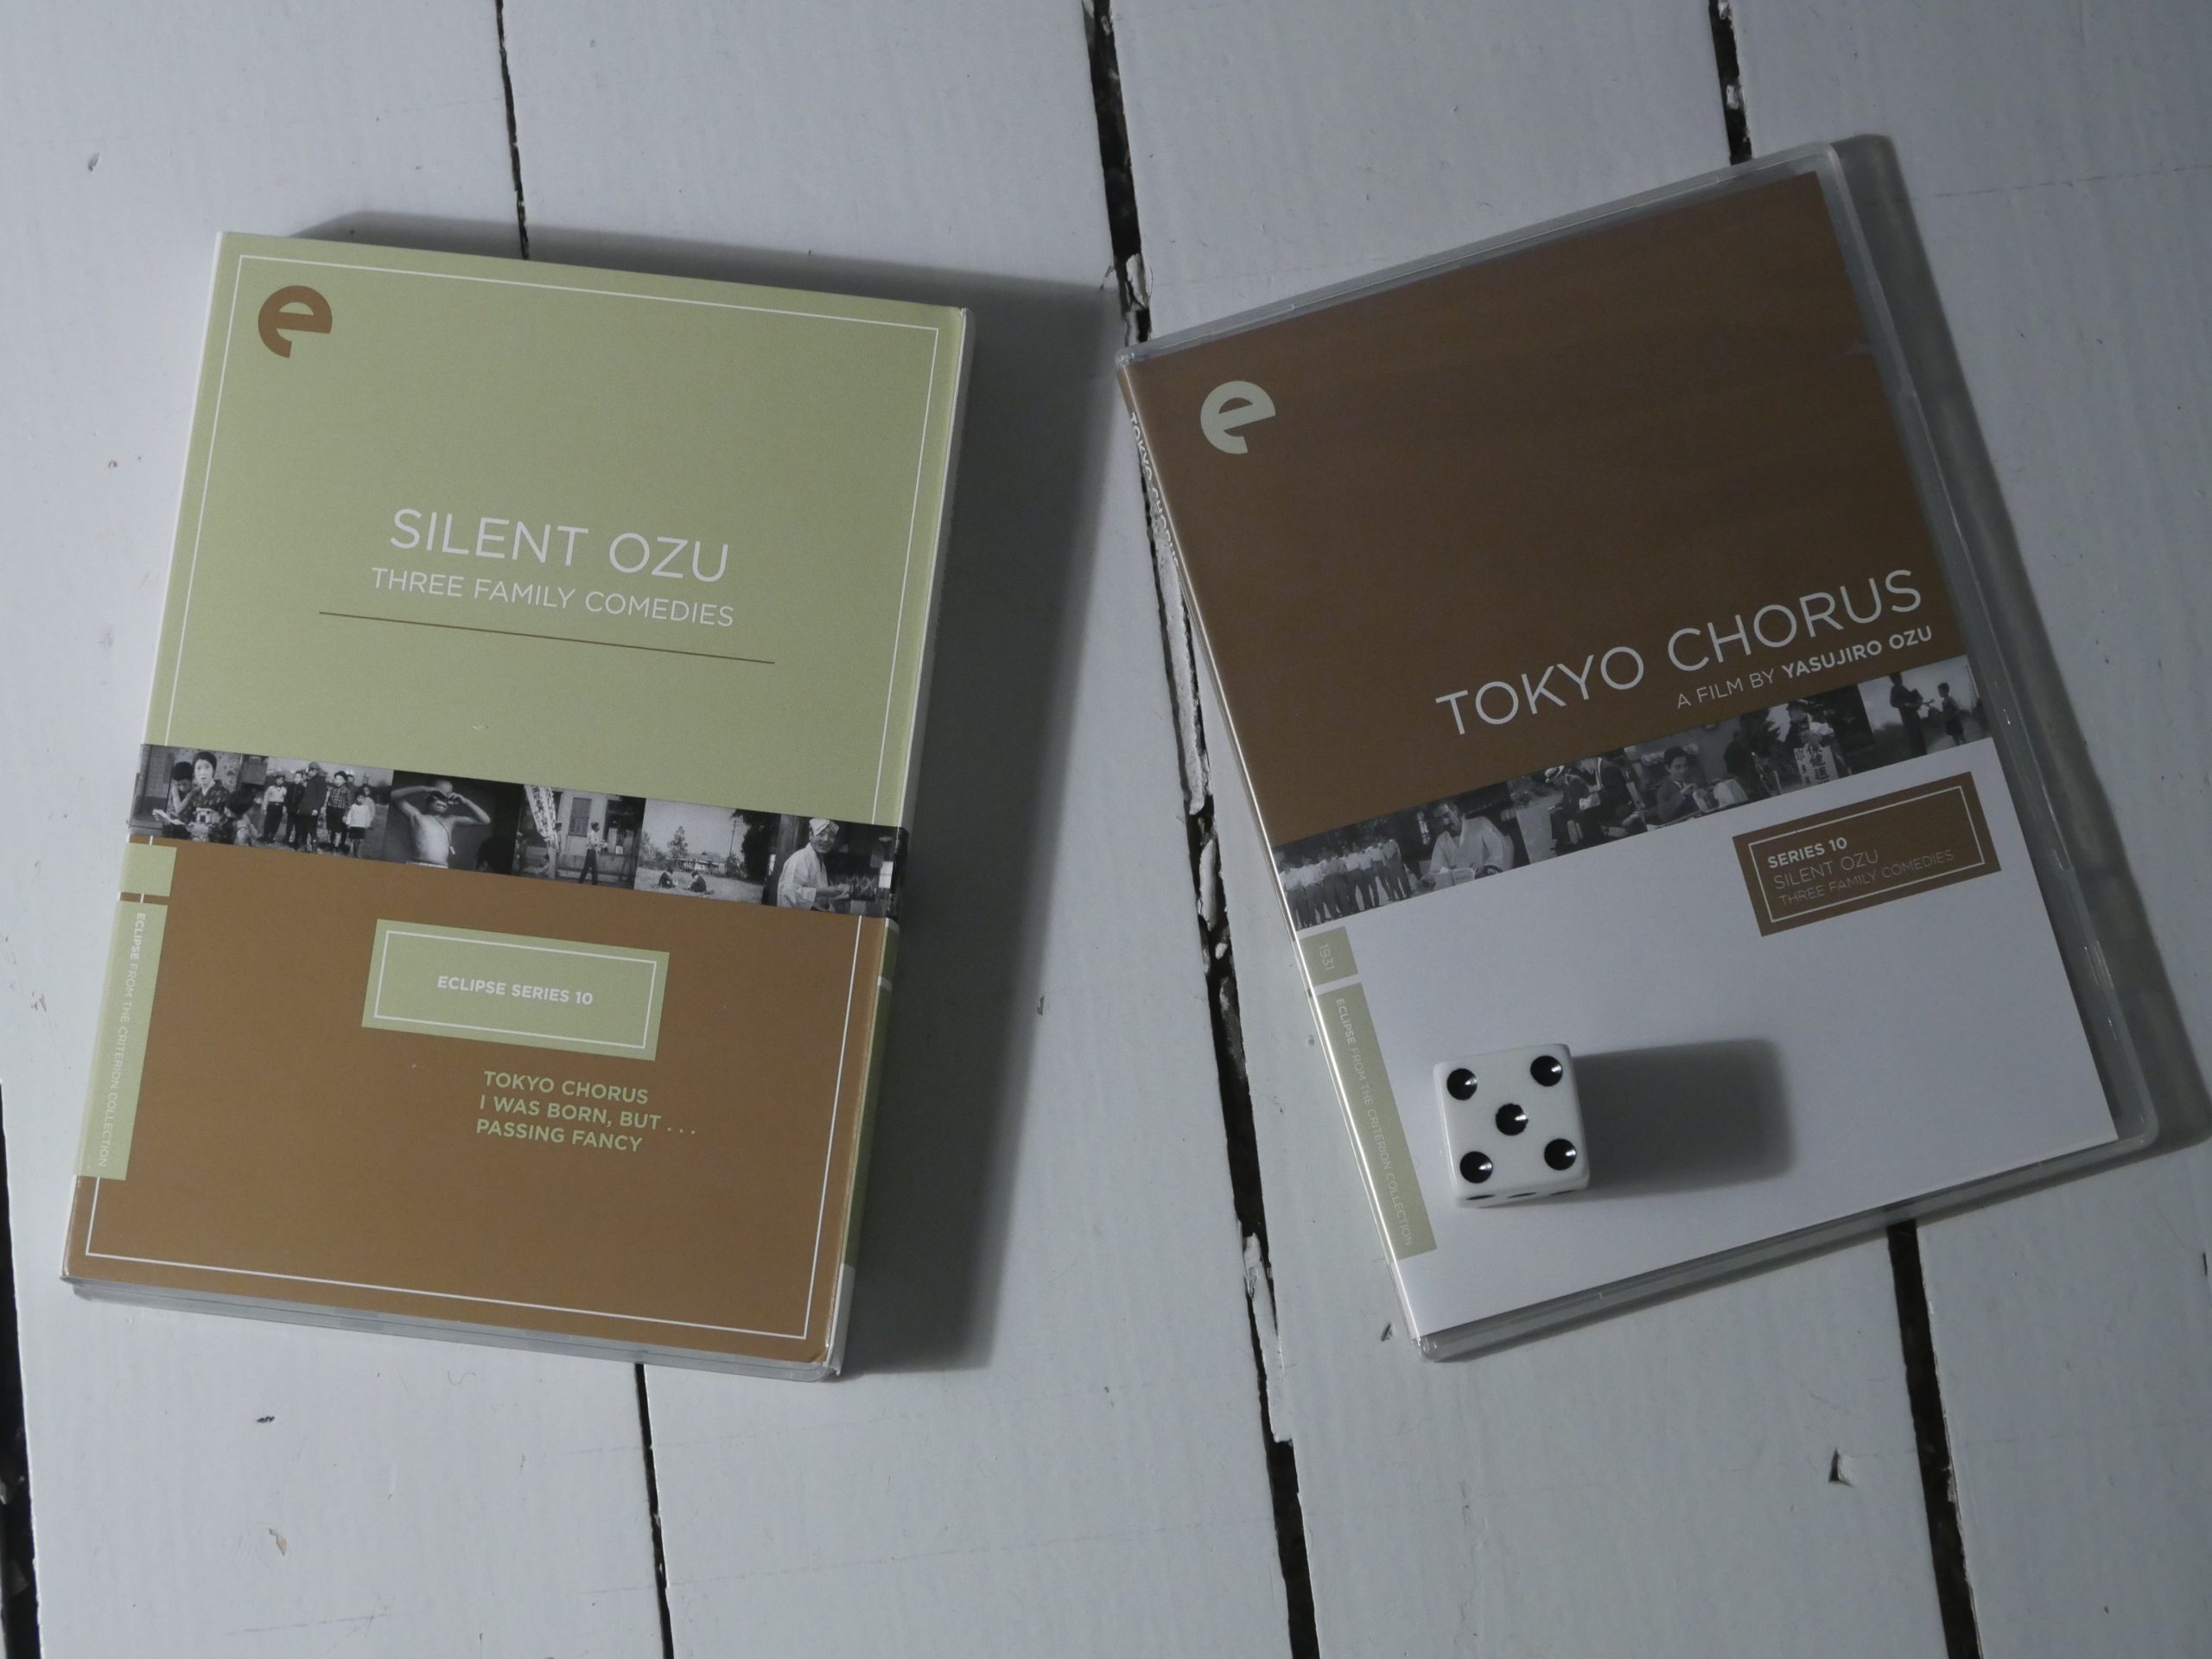 e
SILENT OZU
THREE FAMILY COMEDIES
ECLIPSE SERIES 10
TOKYO CHORUS
I WAS BORN, BUT . . .
PASSING FANCY
ECLIPSE FROM THE CRITERION COLLECTION
e
TOKYO CHORUS
TOKYO CHORUS
A FILM BY YASUJIRO OZU
SERIES 10
SILENT OZU
THREE FAMILY COMEDIES
1931
ECLIPSE FROM THE CRITERION COLLECTION